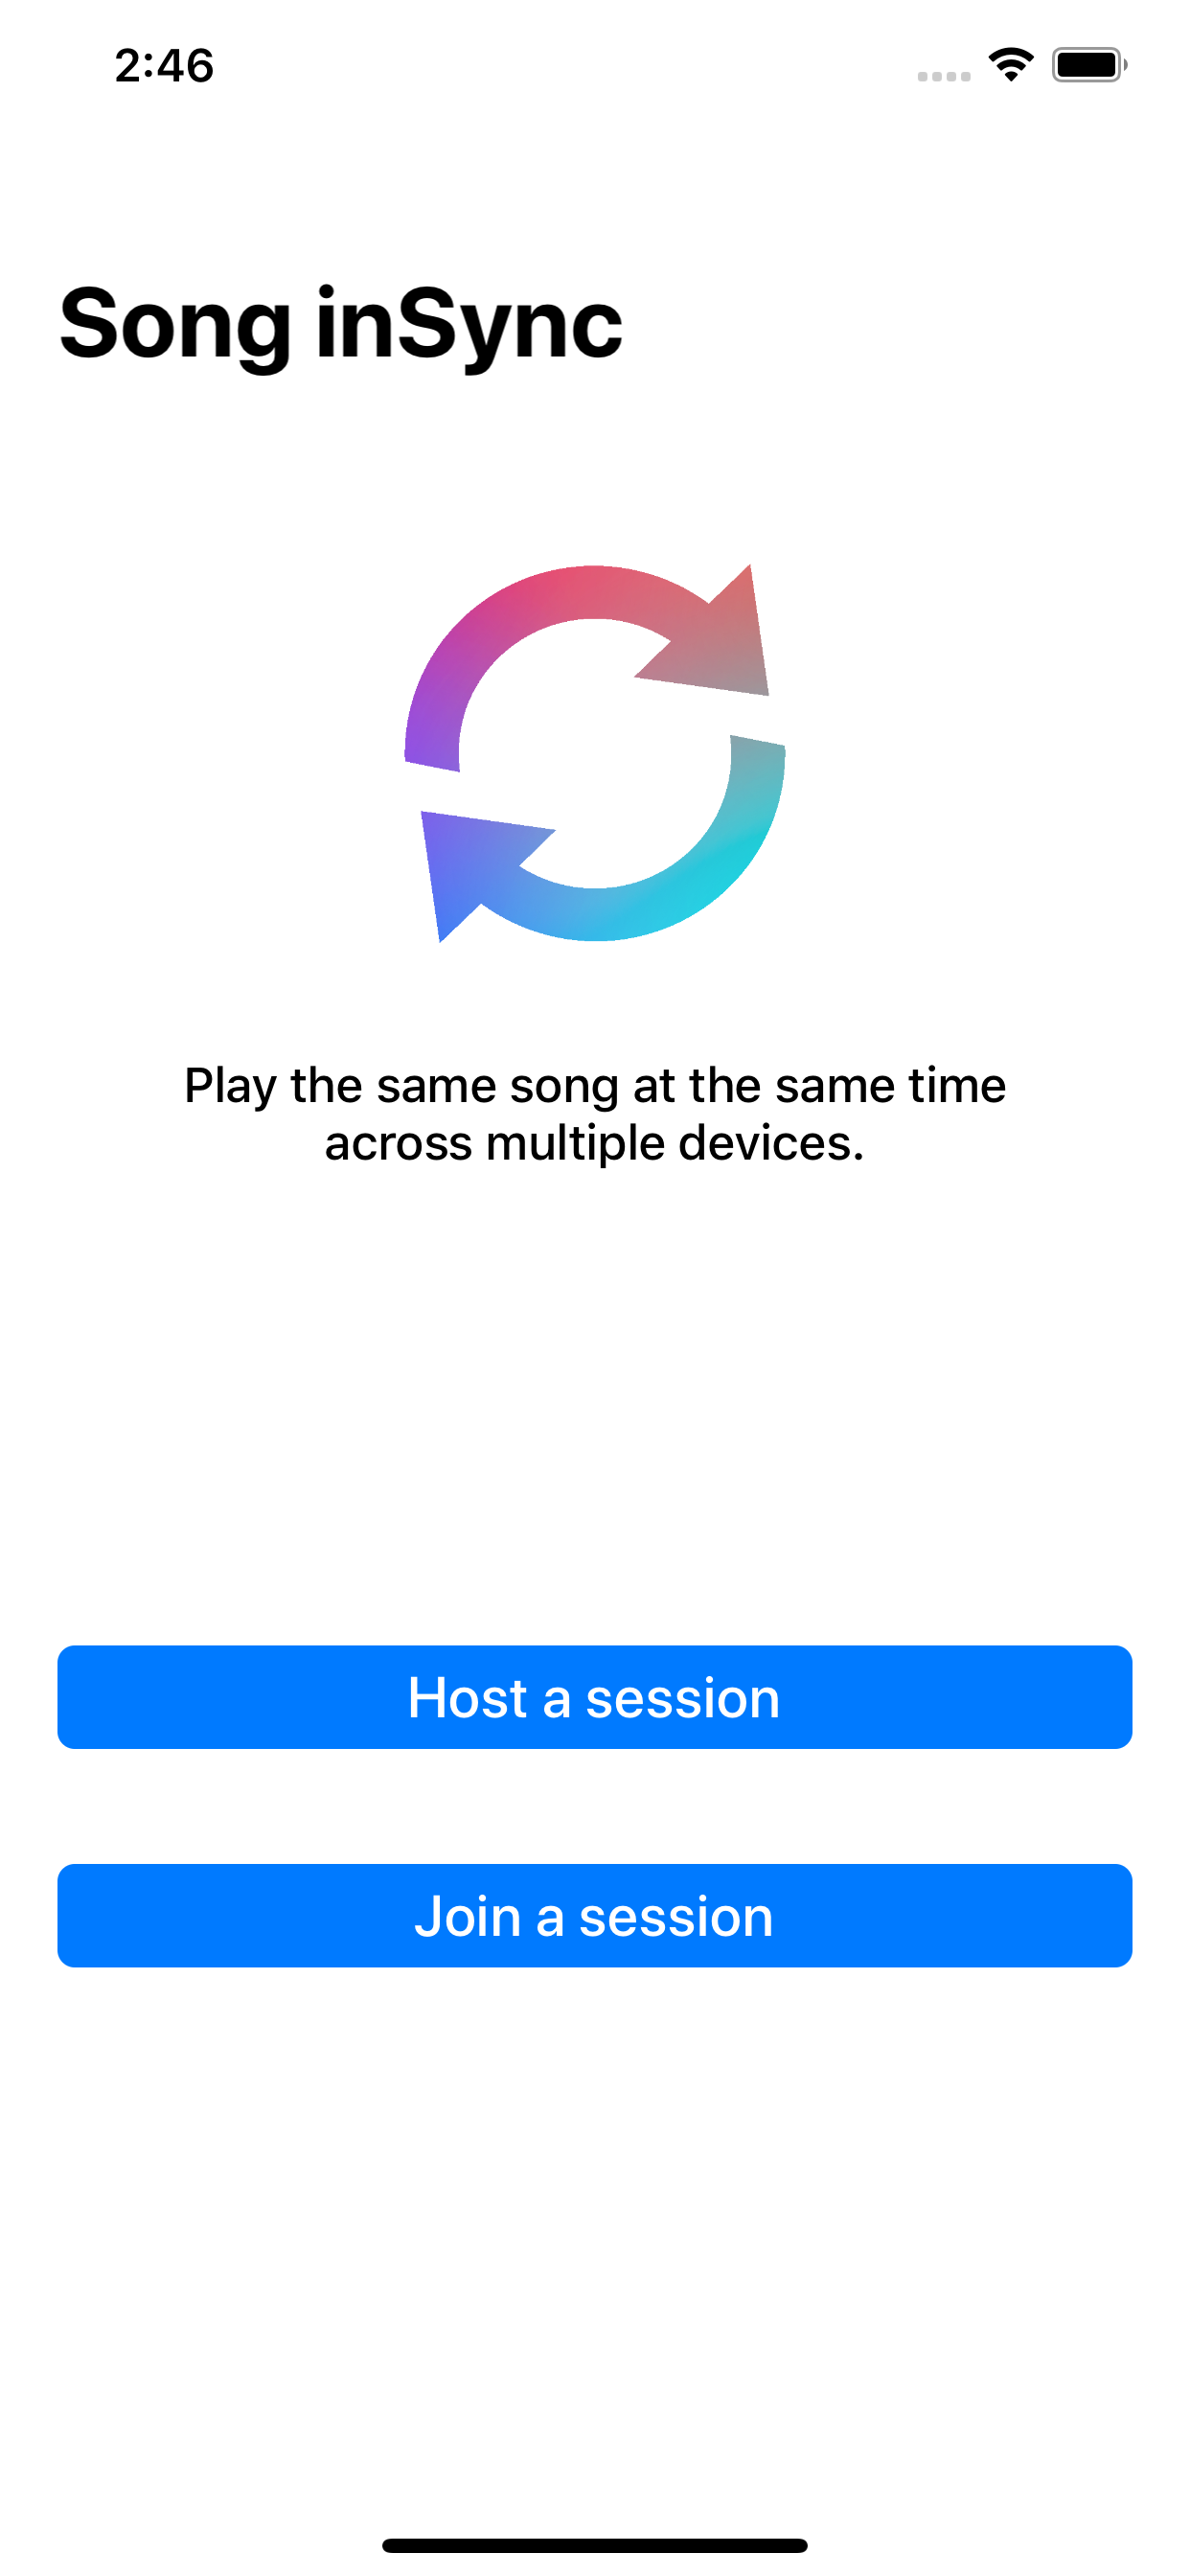 2:46
Song inSync
Play the same song at the same time
across multiple devices.
Host a session
Join a session